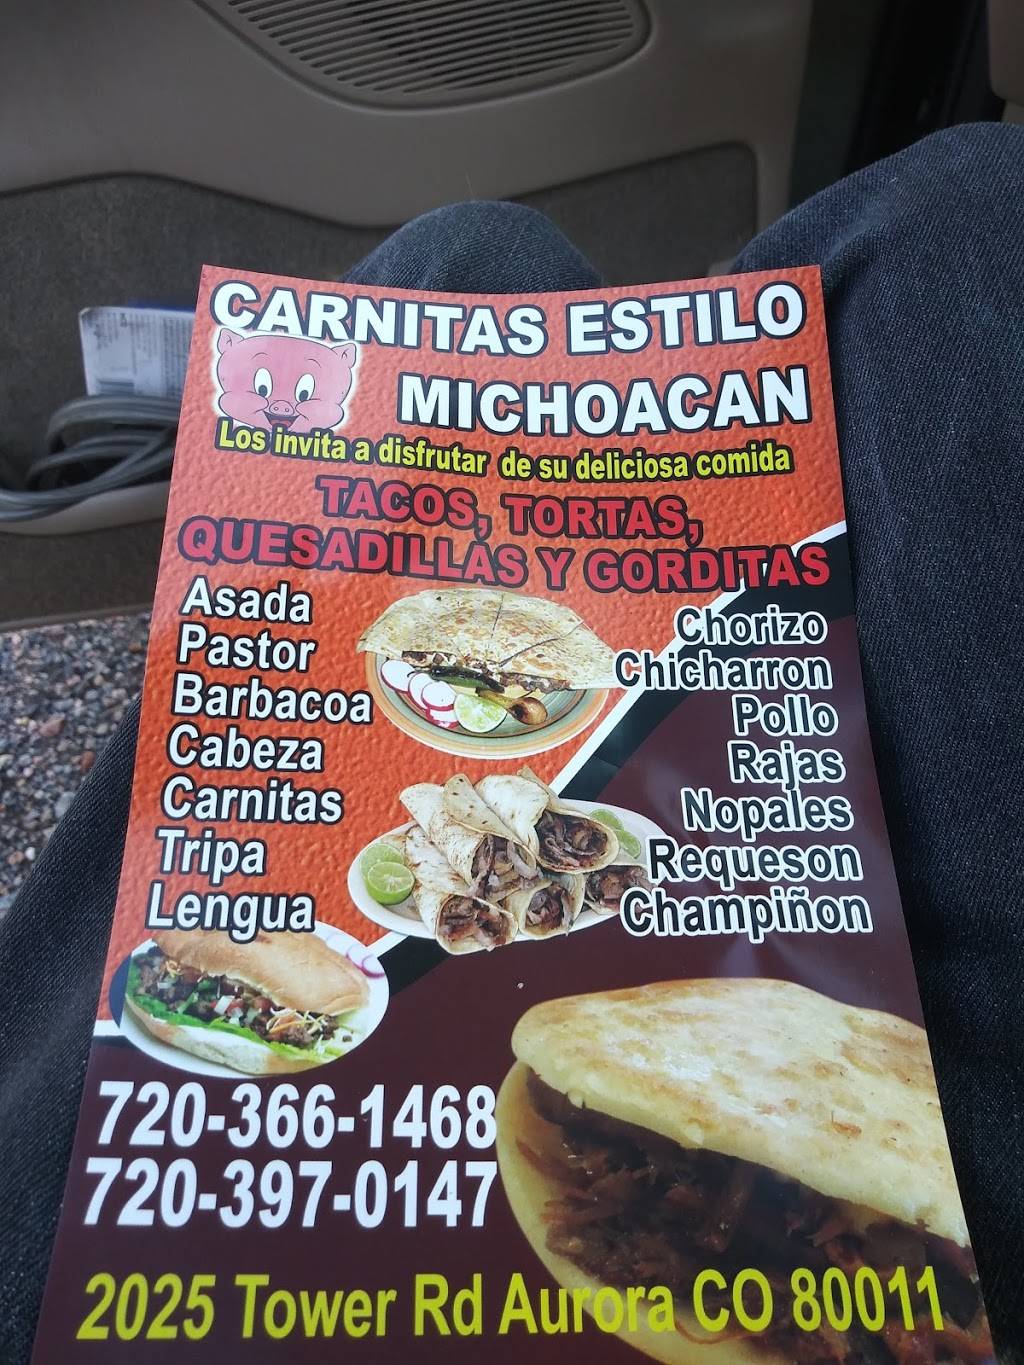 CARNITAS ESTILO
MICHOACAN
Los invita a disfrutar de su deliciosa comida
TACOS, TORTAS,
QUESADILLAS Y GORDITAS
Asada
Pastor
Barbacoa
Cabeza
Carnitas
Tripa
Lengua
Chorizo
Chicharron
Pollo
Rajas
Nopales
Requeson
Champiñon
720-366-1468
720-397-0147
2025 Tower Rd Aurora CO 80011